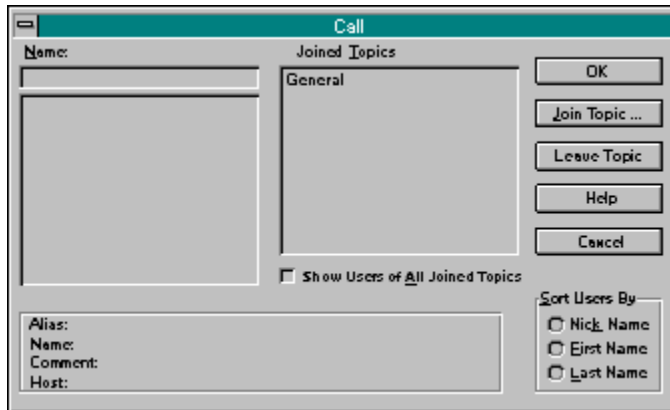 Call
Name:
Joined Topics
General
OK
Join Topic ...
Leave Topic
Help
Cancel
Show Users of All Joined Topics
Sort Users By
Nick Name
First Name
Last Name
Alias:
Name:
Comment:
Host: